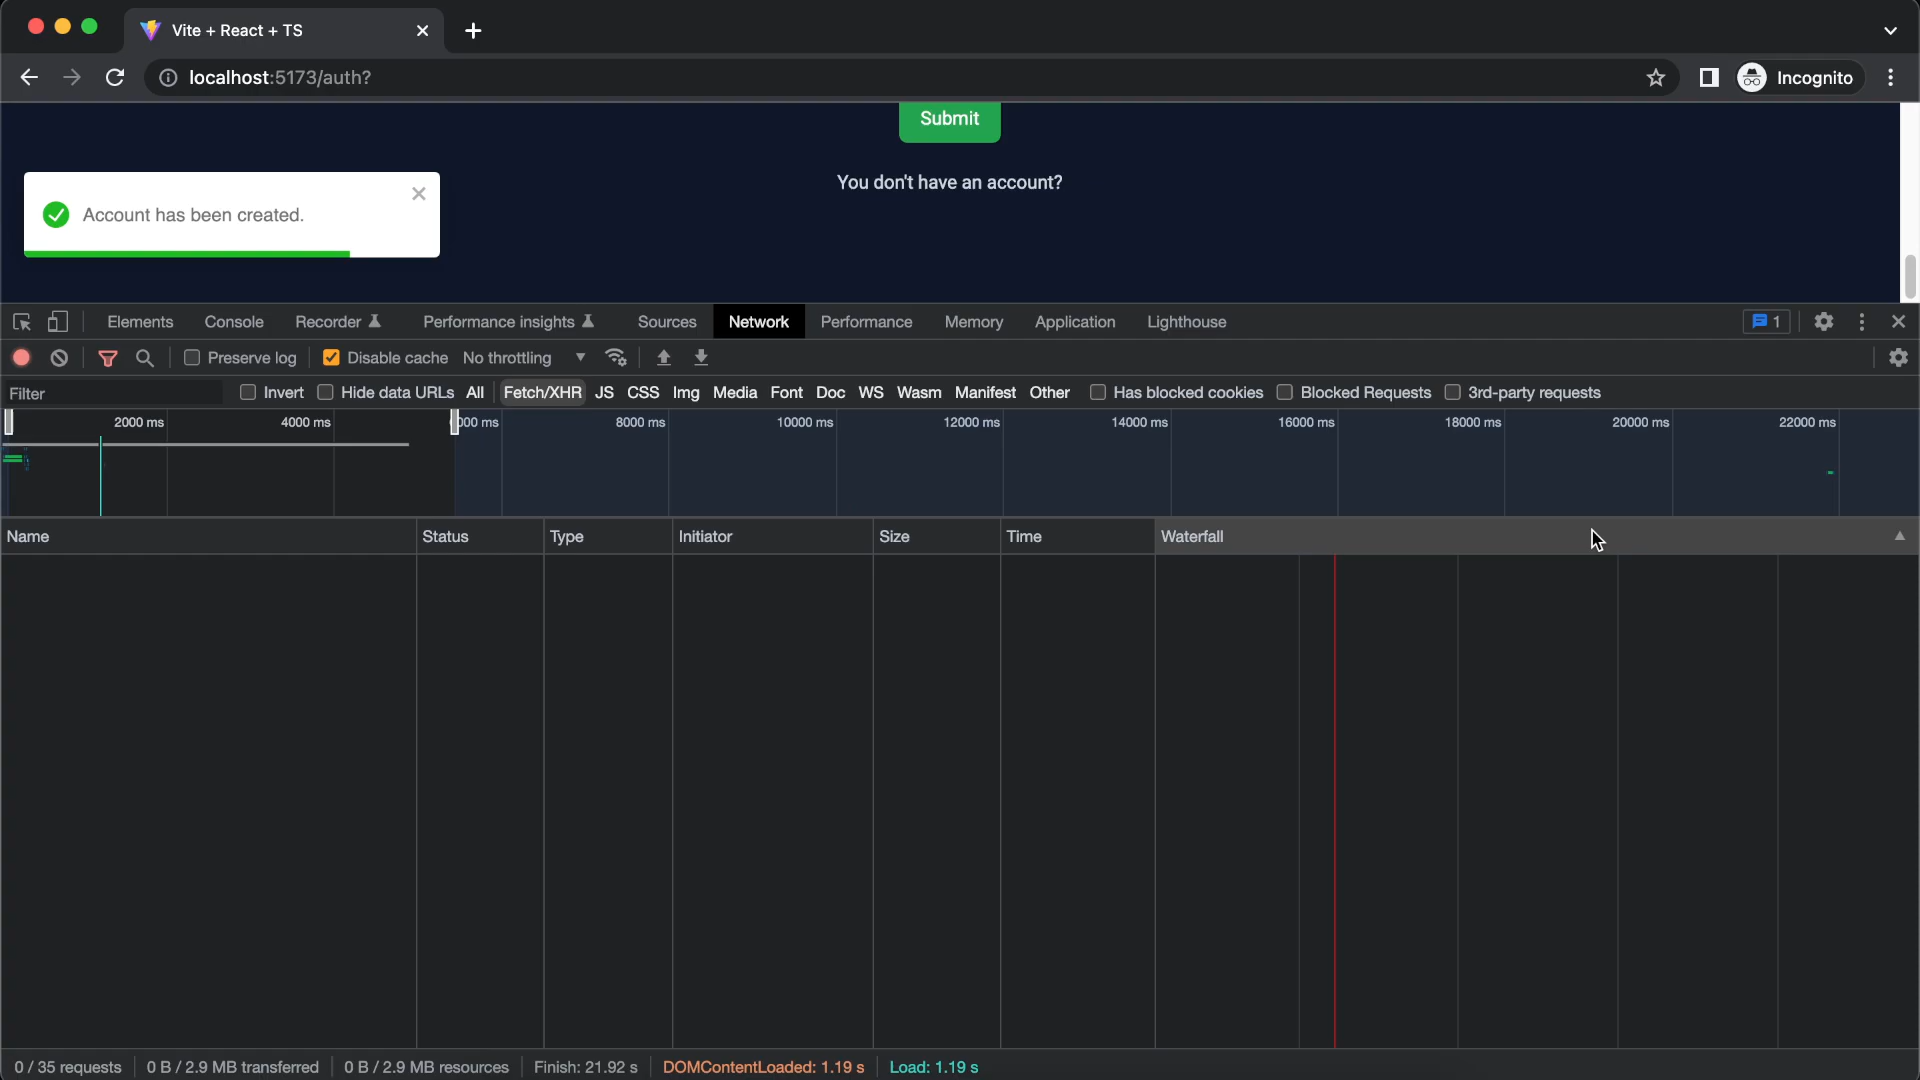 Vite + React + TS
localhost:5173/auth?
Incognito
Submit
You don't have an account?
Account has been created.
Elements Console Recorder Performance insights Sources Network Performance Memory Application Lighthouse 1
Preserve log Disable cache No throttling
Filter Invert Hide data URLs All Fetch/XHR JS CSS Img Media Font Doc WS Wasm Manifest Other Has blocked cookies Blocked Requests 3rd-party requests
2000 ms 4000 ms 000 ms 8000 ms 10000 ms 12000 ms 14000 ms 16000 ms 18000 ms 20000 ms 22000 ms
Name Status Type Initiator Size Time Waterfall
0 / 35 requests 0 B / 2.9 MB transferred 0 B / 2.9 MB resources Finish: 21.92 s DOMContentLoaded: 1.19 s Load: 1.19 s